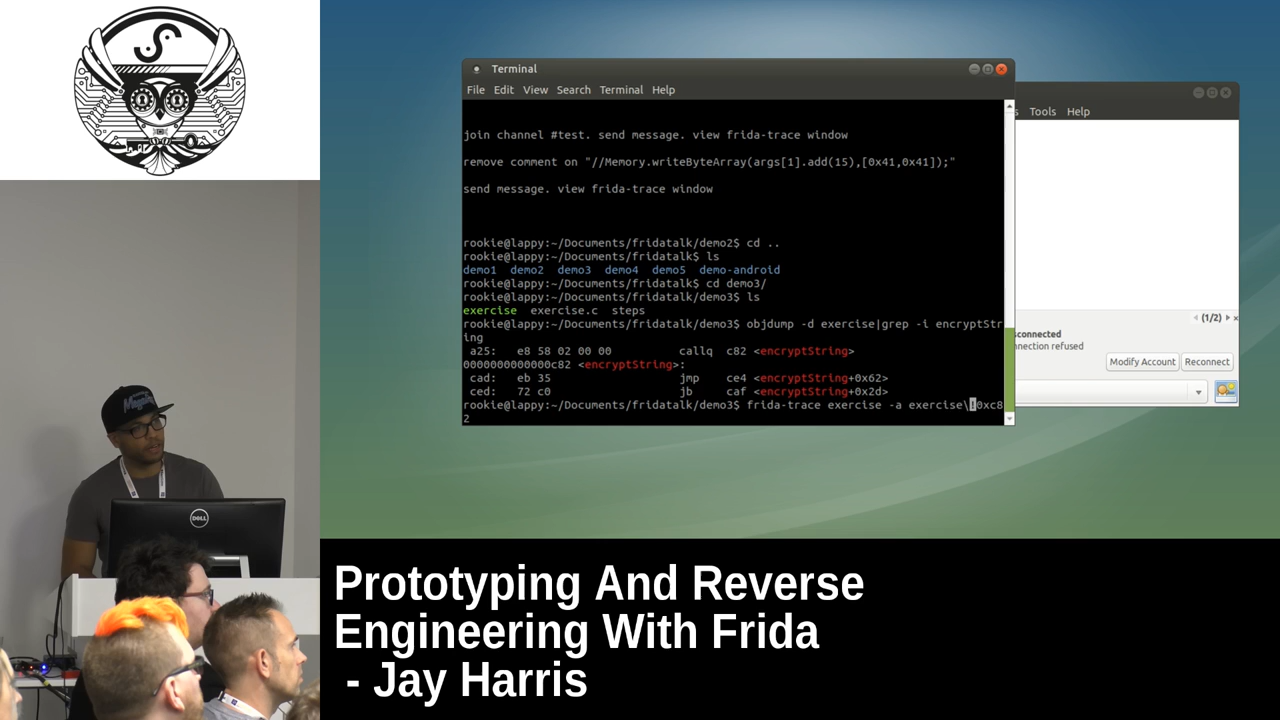 Terminal
File Edit View Search Terminal Help
join channel #test. send message. view frida-trace window
remove comment on "//Memory.writeByteArray(args[1].add(15),[0x41,0x41]);"
send message. view frida-trace window
rookie@lappy:~/Documents/fridatalk/demo2$ cd ..
rookie@lappy:~/Documents/fridatalk$ ls
demo1 demo2 demo3 demo4 demo5 demo-android
rookie@lappy:~/Documents/fridatalk$ cd demo3/
rookie@lappy:~/Documents/fridatalk/demo3$ ls
exercise exercise.c steps
rookie@lappy:~/Documents/fridatalk/demo3$ objdump -d exercise|grep -i encryptStr
ing
a25: e8 58 02 00 00 callq c82 <encryptString>
0000000000000c82 <encryptString>:
cad: eb 35 jmp ce4 <encryptString+0x62>
ced: 72 c0 jb caf <encryptString+0x2d>
rookie@lappy:~/Documents/fridatalk/demo3$ frida-trace exercise -a exercise\!0xc8
2
s Tools Help
(1/2)
sconnected
nnection refused
Modify Account Reconnect
DELL
Prototyping And Reverse
Engineering With Frida
- Jay Harris